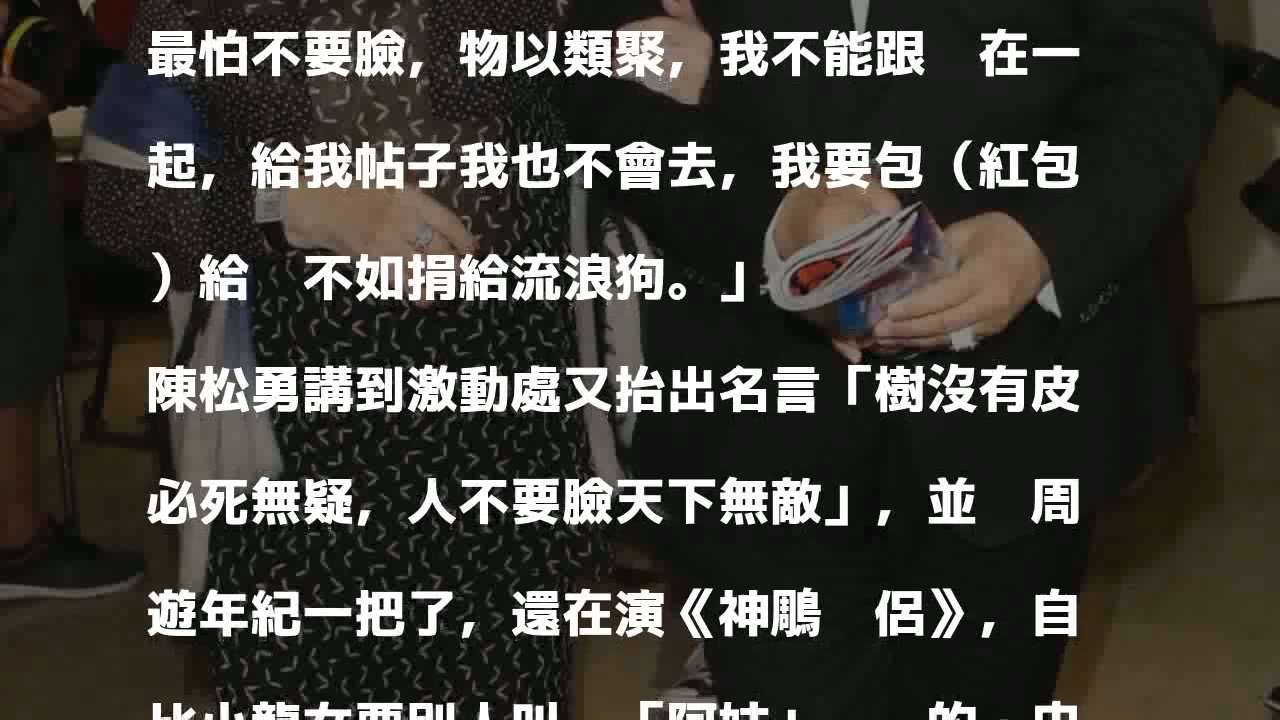 最怕不要臉，物以類聚，我不能跟　在一
起，給我帖子我也不會去，我要包（紅包
）給　不如捐給流浪狗。」
陳松勇講到激動處又抬出名言「樹沒有皮
必死無疑，人不要臉天下無敵」，並　周
遊年紀一把了，還在演《神鵰　侶》，自